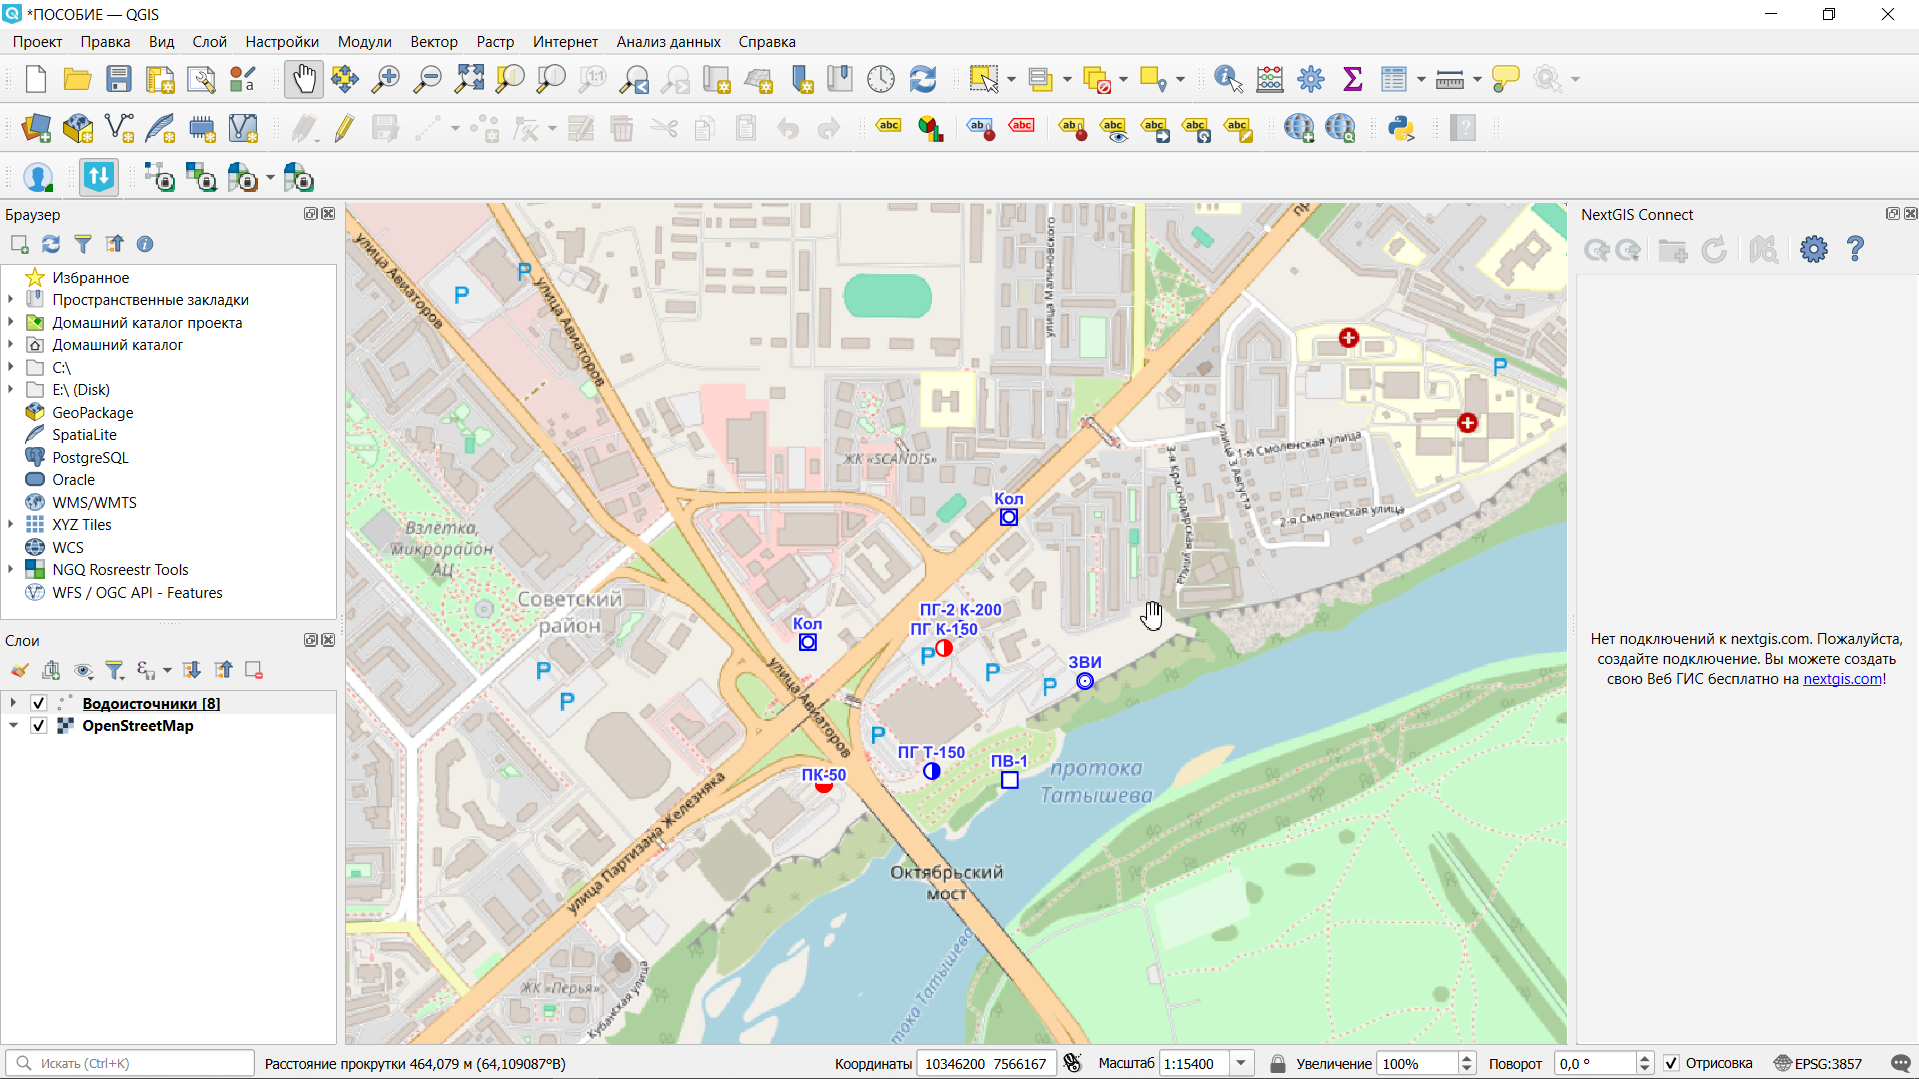 *ПОСОБИЕ — QGIS
Проект Правка Вид Слой Настройки Модули Вектор Растр Интернет Анализ данных Справка
Браузер
Избранное
Пространственные закладки
Домашний каталог проекта
Домашний каталог
C:\
E:\ (Disk)
GeoPackage
SpatiaLite
PostgreSQL
Oracle
WMS/WMTS
XYZ Tiles
WCS
NGQ Rosreestr Tools
WFS / OGC API - Features
Слои
Водоисточники [8]
OpenStreetMap
улица Авиаторов
улица Авиаторов
улица Малиновского
P
P
P
ЖК «SCANDIS»
1-я Смоленская улица
улица 3 Августа
3-я Краснодарская улица
2-я Смоленская улица
Взлётка,
микрорайон
АЦ
Кол
Советский
район
Кол
ПГ-2 К-200
ПГ К-150
P
P
P
P
P
ЗВИ
улица Авиаторов
P
ПГ Т-150
ПВ-1
ПК-50
протока
Татышева
улица Партизана Железняка
Октябрьский
мост
протока Татышева
ЖК «Перья»
Кубанская улица
NextGIS Connect
Нет подключений к nextgis.com. Пожалуйста,
создайте подключение. Вы можете создать
свою Веб ГИС бесплатно на nextgis.com!
Искать (Ctrl+K)
Расстояние прокрутки 464,079 м (64,109087°В)
Координаты 10346200 7566167
Масштаб 1:15400
Увеличение 100%
Поворот 0,0 °
Отрисовка
EPSG:3857